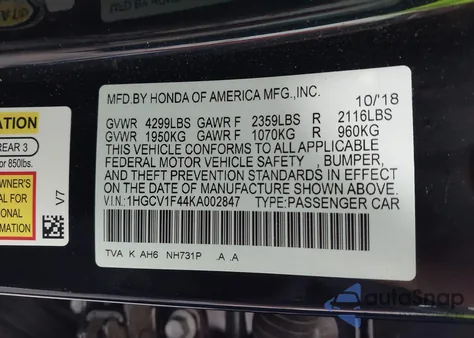 MFD.BY HONDA OF AMERICA MFG.,INC. 10/'18
GVWR 4299LBS GAWR F 2359LBS R 2116LBS
GVWR 1950KG GAWR F 1070KG R 960KG
THIS VEHICLE CONFORMS TO ALL APPLICABLE
FEDERAL MOTOR VEHICLE SAFETY , BUMPER,
AND THEFT PREVENTION STANDARDS IN EFFECT
ON THE DATE OF MANUFACTURE SHOWN ABOVE.
V.I.N.:1HGCV1F44KA002847 TYPE:PASSENGER CAR
TVA K AH6 NH731P .A .A
ATION
REAR 3
or 850lbs.
WNER'S
AL for
onal
mation
V7
autoSnap